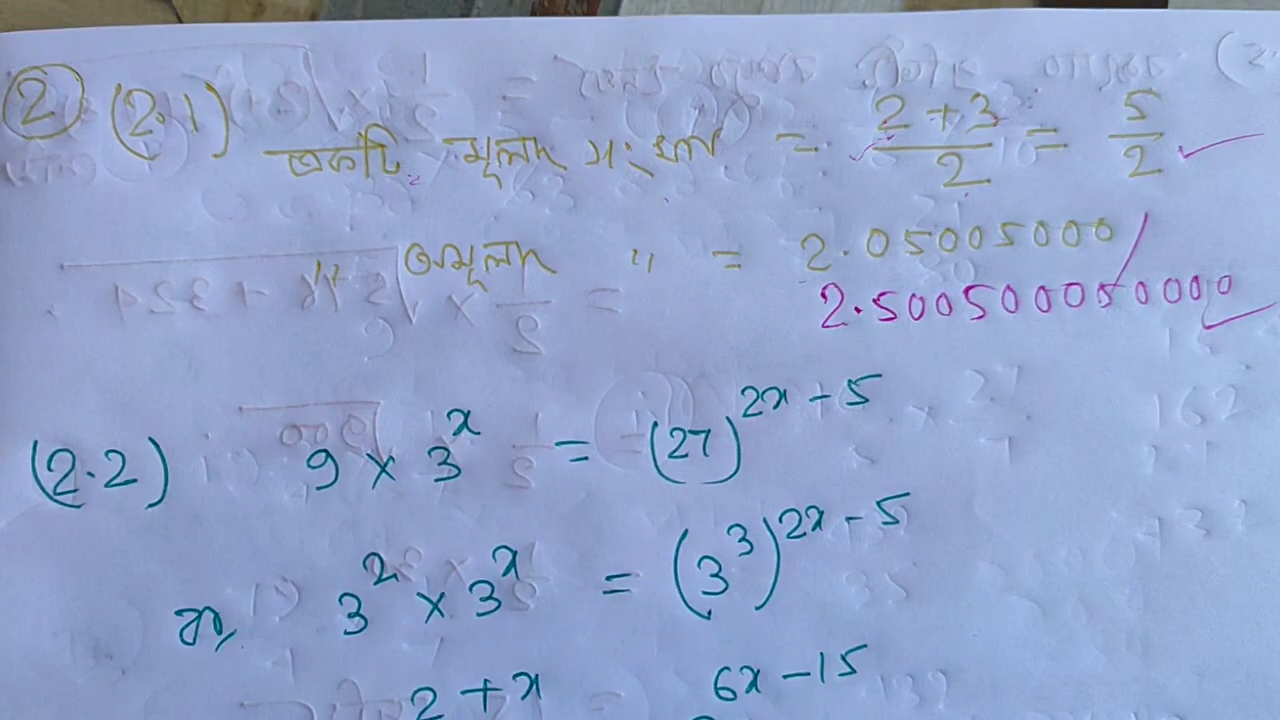 ② (2.1) একটি মূলদ সংখ্যা = (2+3)/2 = 5/2 ✓
অমূলদ " = 2.05005000
2.500500050000
(2.2) 9 × 3^x = (27)^(2x-5)
বা, 3^2 × 3^x = (3^3)^(2x-5)
2+x = 6x-15